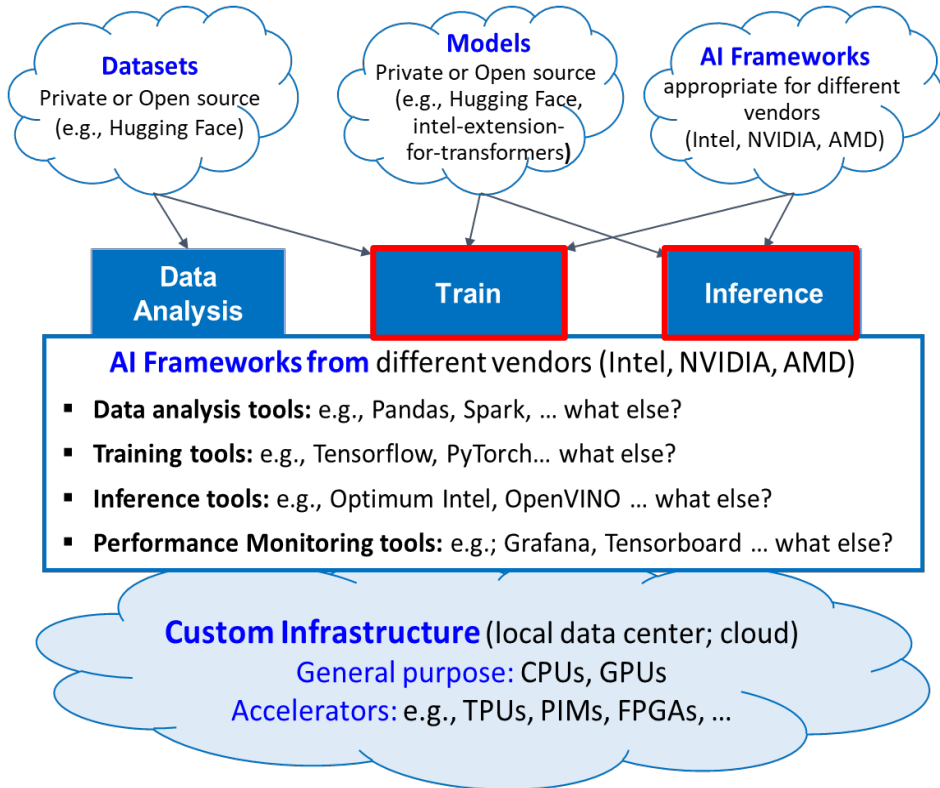 Datasets
Private or Open source
(e.g., Hugging Face)
Models
Private or Open source
(e.g., Hugging Face,
intel-extension-
for-transformers)
AI Frameworks
appropriate for different
vendors
(Intel, NVIDIA, AMD)
Data
Analysis
Train
Inference
AI Frameworks from different vendors (Intel, NVIDIA, AMD)
▪ Data analysis tools: e.g., Pandas, Spark, ... what else?
▪ Training tools: e.g., Tensorflow, PyTorch... what else?
▪ Inference tools: e.g., Optimum Intel, OpenVINO ... what else?
▪ Performance Monitoring tools: e.g.; Grafana, Tensorboard ... what else?
Custom Infrastructure (local data center; cloud)
General purpose: CPUs, GPUs
Accelerators: e.g., TPUs, PIMs, FPGAs, ...